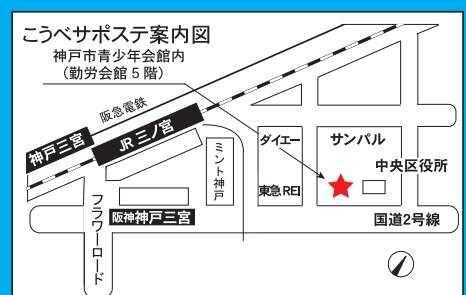 こうべサポステ案内図
神戸市青少年会館内
(勤労会館5階)
阪急電鉄
神戸三宮
JR 三ノ宮
ミント神戸
ダイエー
サンパル
中央区役所
東急REI
フラワーロード
阪神神戸三宮
国道2号線